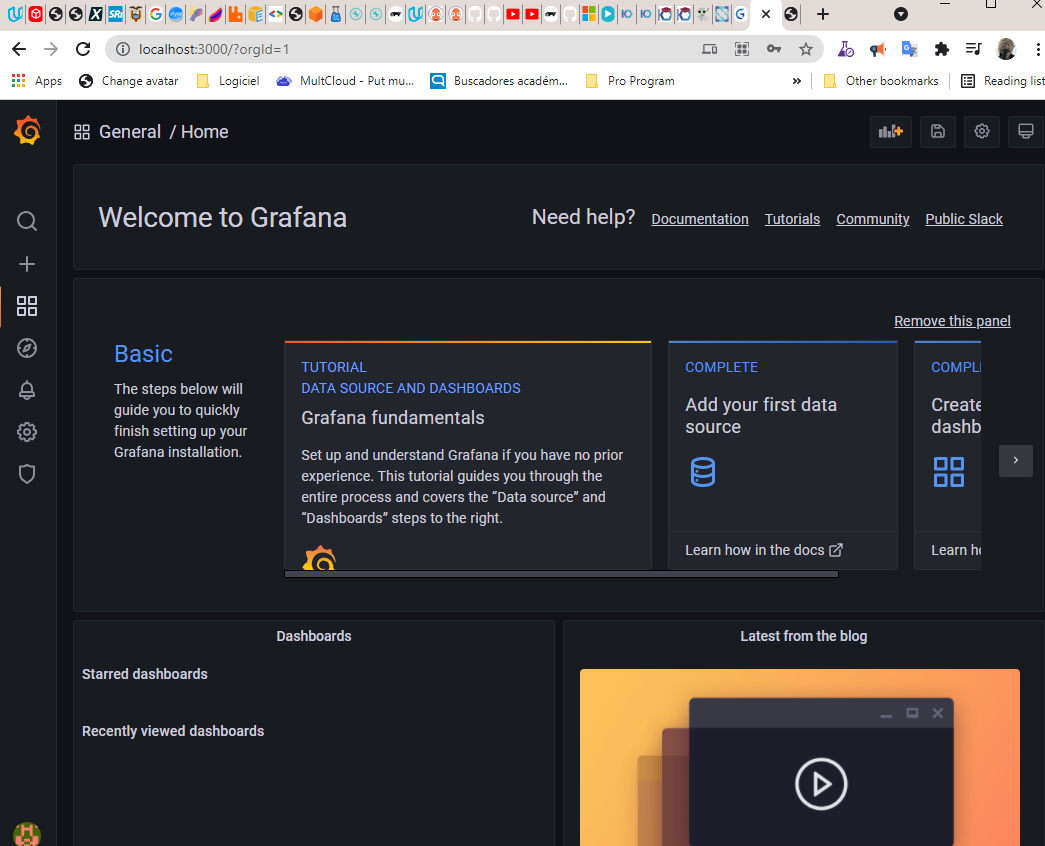 localhost:3000/?orgId=1
Apps
Change avatar
Logiciel
MultCloud - Put mu...
Buscadores académ...
Pro Program
»
Other bookmarks
Reading list
General / Home
Welcome to Grafana
Need help?
Documentation
Tutorials
Community
Public Slack
Remove this panel
Basic
The steps below will
guide you to quickly
finish setting up your
Grafana installation.
TUTORIAL
DATA SOURCE AND DASHBOARDS
Grafana fundamentals
Set up and understand Grafana if you have no prior
experience. This tutorial guides you through the
entire process and covers the “Data source” and
“Dashboards” steps to the right.
COMPLETE
Add your first data
source
Learn how in the docs
COMPL
Create
dashb
Learn h
Dashboards
Starred dashboards
Recently viewed dashboards
Latest from the blog